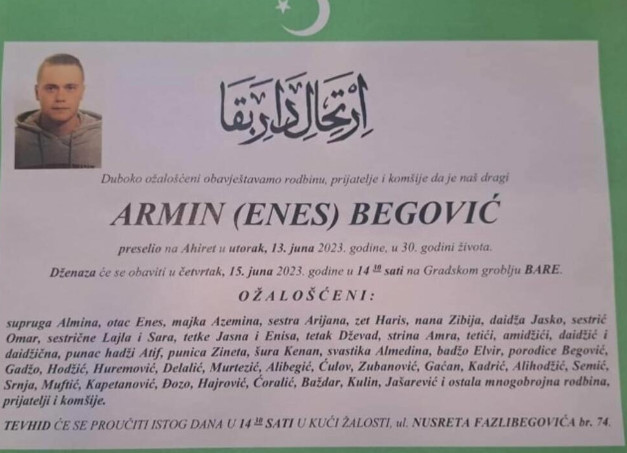 اِرْتِحَالِ دَارِ بَقَا
Duboko ožalošćeni obavještavamo rodbinu, prijatelje i komšije da je naš dragi
ARMIN (ENES) BEGOVIĆ
preselio na Ahiret u utorak, 13. juna 2023. godine, u 30. godini života.
Dženaza će se obaviti u četvrtak, 15. juna 2023. godine u 14 30 sati na Gradskom groblju BARE.
O Ž A L O Š Ć E N I :
supruga Almina, otac Enes, majka Azemina, sestra Arijana, zet Haris, nana Zibija, daidža Jasko, sestrić
Omar, sestrične Lajla i Sara, tetke Jasna i Enisa, tetak Dževad, strina Amra, tetići, amidžići, daidžić i
daidžična, punac hadži Atif, punica Zineta, šura Kenan, svastika Almedina, badžo Elvir, porodice Begović,
Gadžo, Hodžić, Huremović, Delalić, Murtezić, Alibegić, Čulov, Zubanović, Gačan, Kadrić, Alihodžić, Semić,
Srnja, Muftić, Kapetanović, Đozo, Hajrović, Ćoralić, Baždar, Kulin, Jašarević i ostala mnogobrojna rodbina,
prijatelji i komšije.
TEVHID ĆE SE PROUČITI ISTOG DANA U 14 30 SATI U KUĆI ŽALOSTI, ul. NUSRETA FAZLIBEGOVIĆA br. 74.